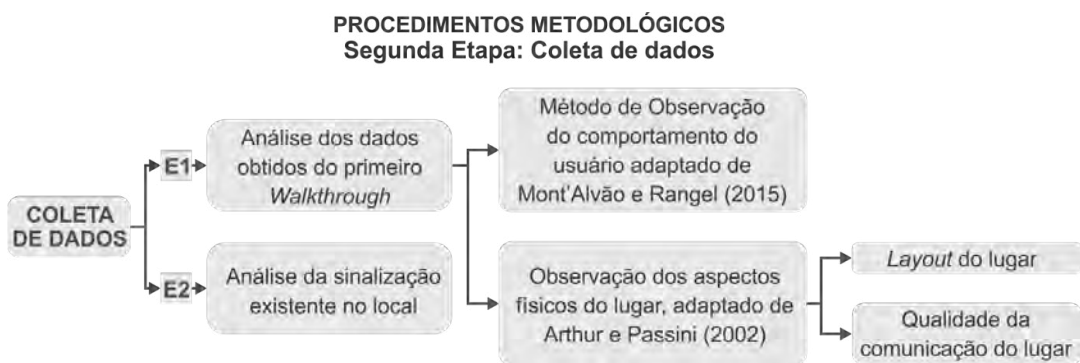 PROCEDIMENTOS METODOLÓGICOS
Segunda Etapa: Coleta de dados
COLETA
DE DADOS
E1
Análise dos dados
obtidos do primeiro
Walkthrough
Método de Observação
do comportamento do
usuário adaptado de
Mont'Alvão e Rangel (2015)
E2
Análise da sinalização
existente no local
Observação dos aspectos
físicos do lugar, adaptado de
Arthur e Passini (2002)
Layout do lugar
Qualidade da
comunicação do lugar